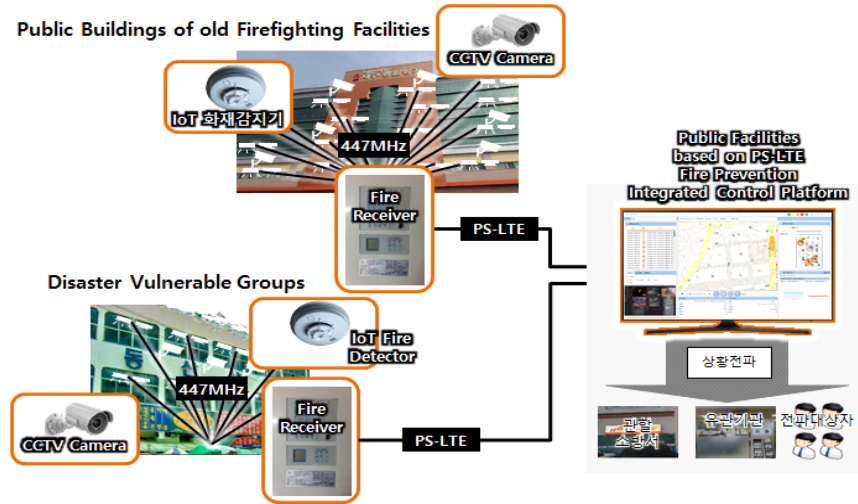 Public Buildings of old Firefighting Facilities
CCTV Camera
IoT 화재감지기
447MHz
Fire
Receiver
PS-LTE
Public Facilities
based on PS-LTE
Fire Prevention
Integrated Control Platform
Disaster Vulnerable Groups
IoT Fire
Detector
447MHz
CCTV Camera
Fire
Receiver
PS-LTE
상황전파
관할
소방서
유관기관
전파대상자